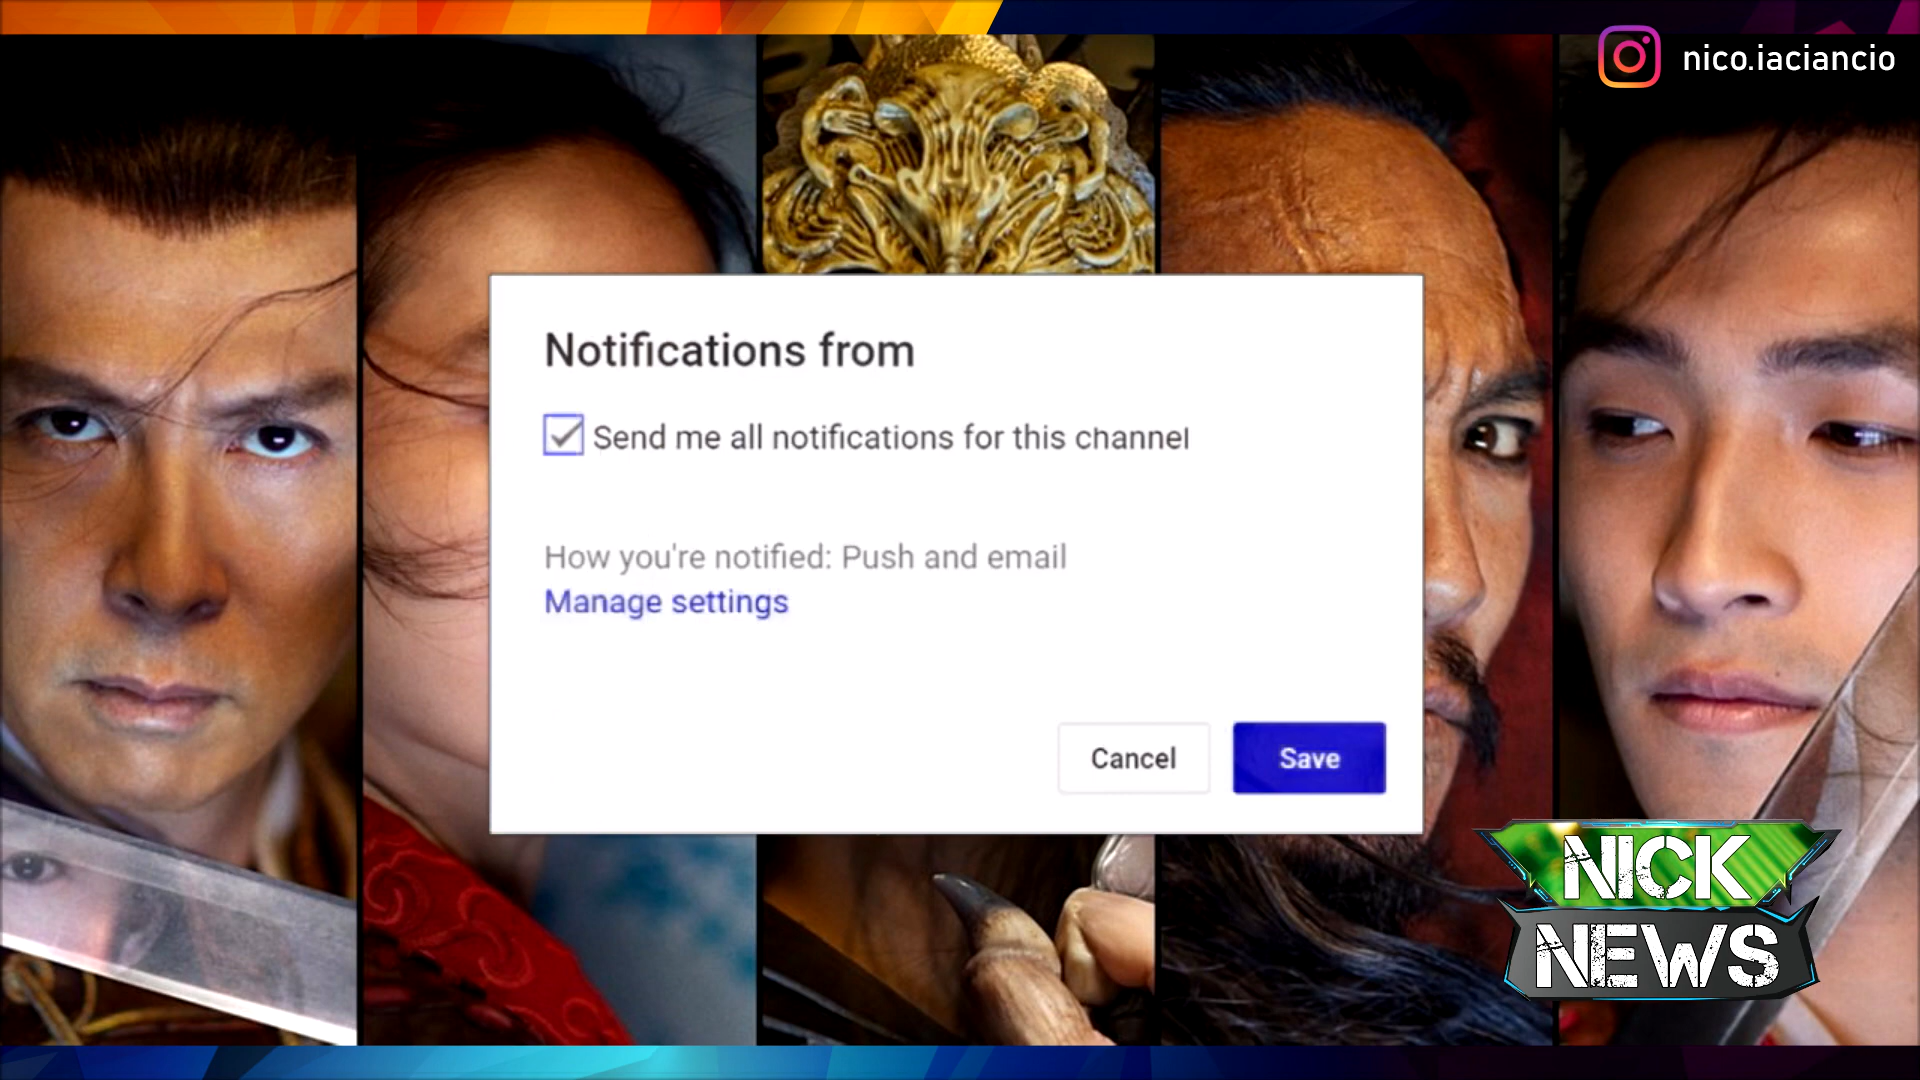 nico.iaciancio
Notifications from
Send me all notifications for this channel
How you're notified: Push and email
Manage settings
Cancel
Save
NICK
NEWS